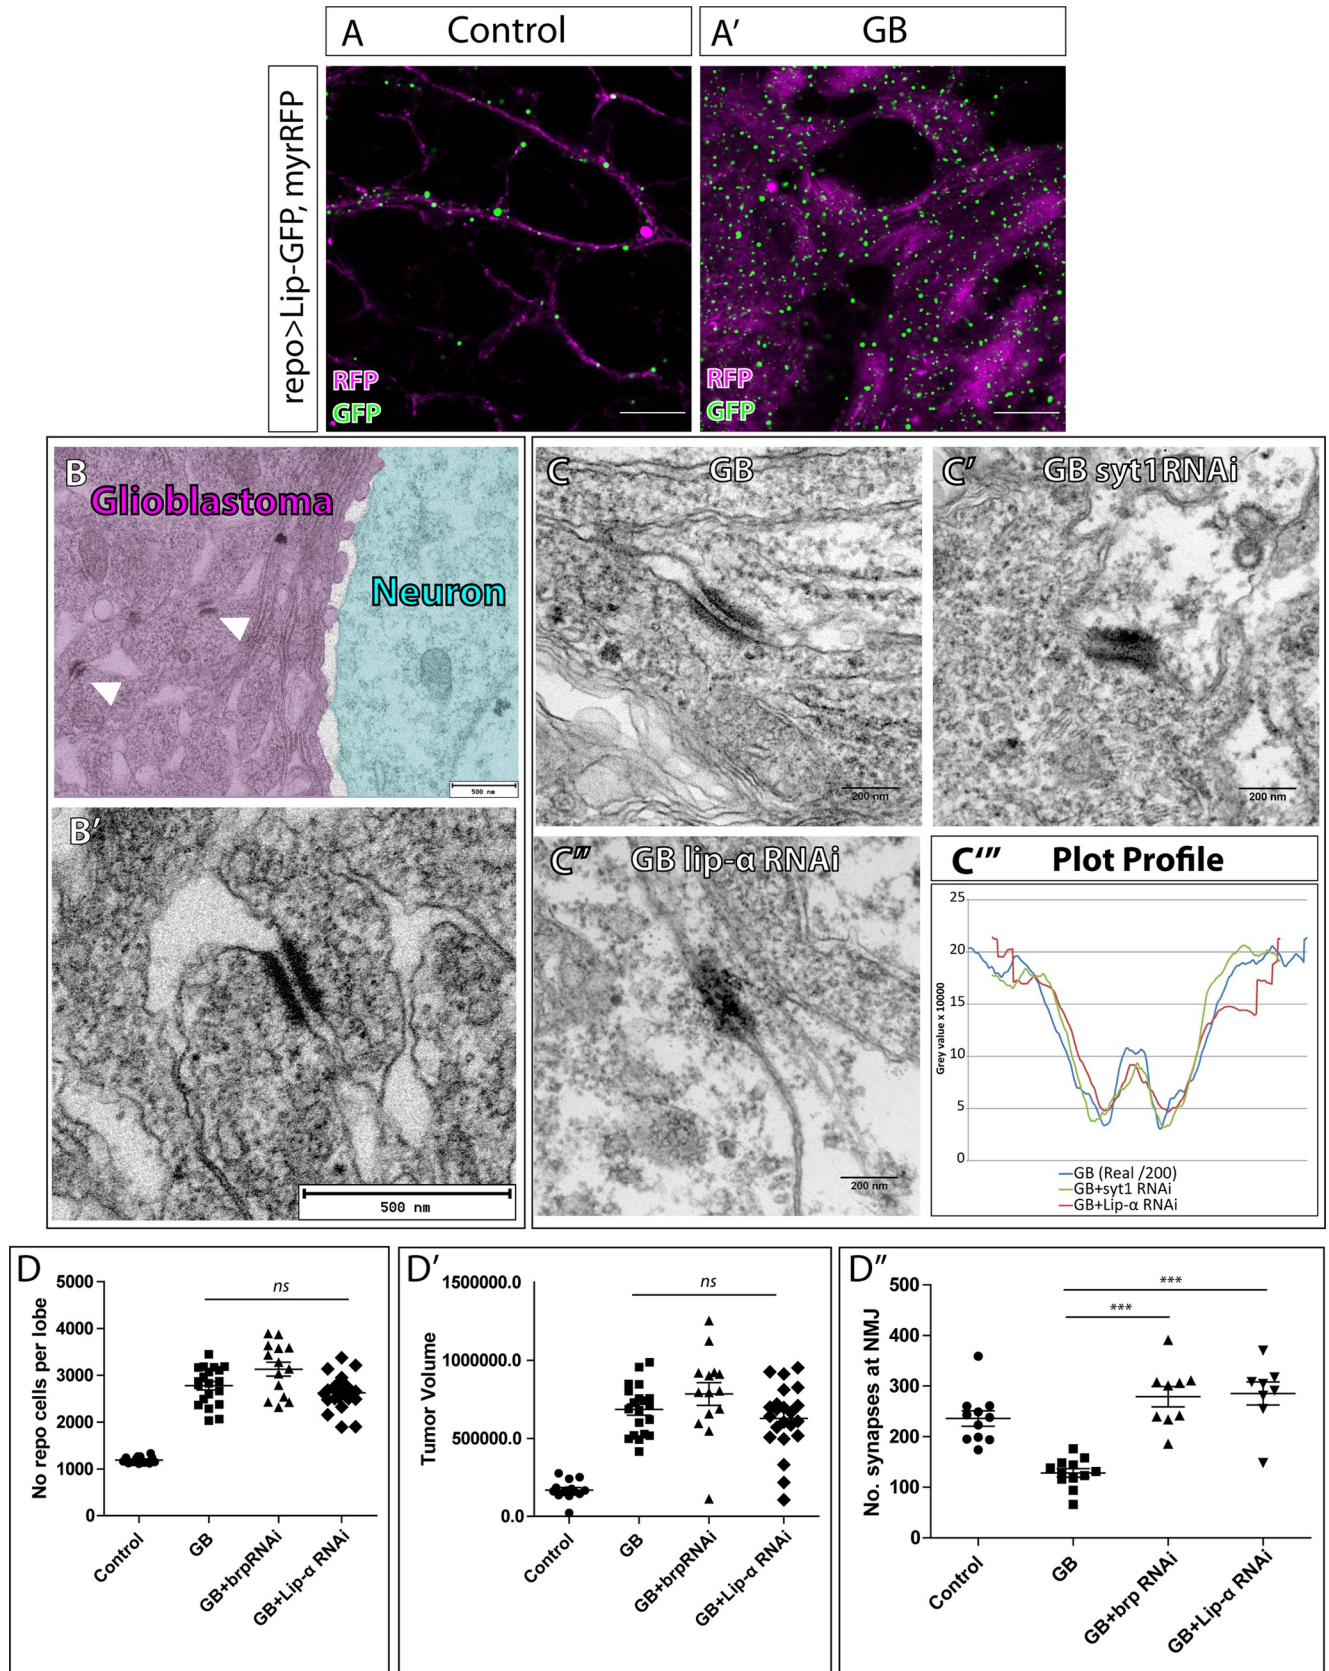 A Control
A' GB
repo>Lip-GFP, myrRFP
RFP
GFP
RFP
GFP
B
Glioblastoma
Neuron
500 nm
B'
500 nm
C GB
200 nm
C' GB syt1RNAi
200 nm
C'' GB lip-α RNAi
200 nm
C''' Plot Profile
25
20
15
10
5
0
Grey value x 10000
GB (Real /200)
GB+syt1 RNAi
GB+Lip-α RNAi
D
No repo cells per lobe
5000
4000
3000
2000
1000
0
ns
Control
GB
GB+brpRNAi
GB+Lip-α RNAi
D'
Tumor Volume
1500000.0
1000000.0
500000.0
0.0
ns
Control
GB
GB+brpRNAi
GB+Lip-α RNAi
D''
No. synapses at NMJ
500
400
300
200
100
0
***
***
Control
GB
GB+brp RNAi
GB+Lip-α RNAi